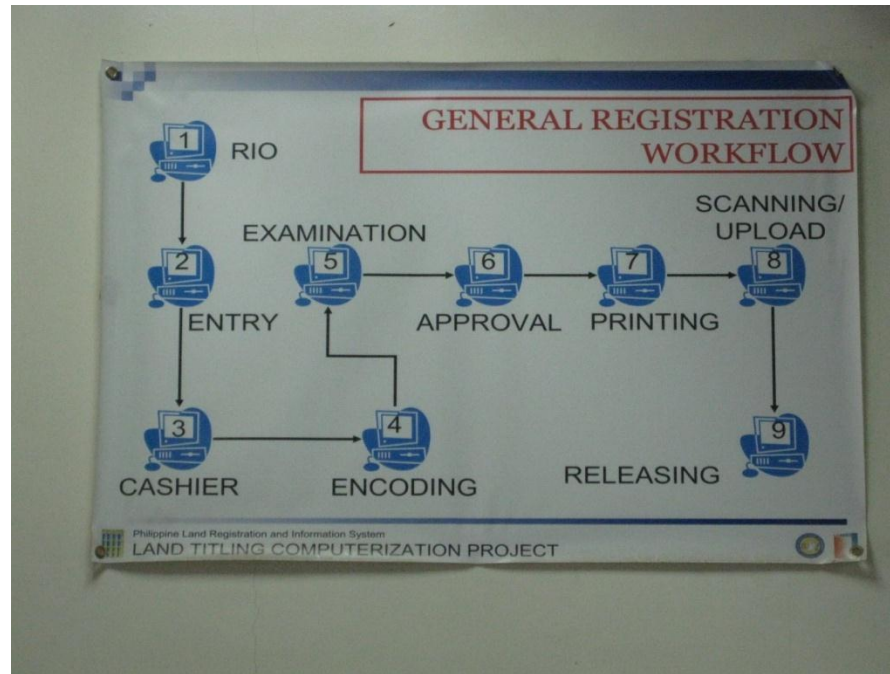 GENERAL REGISTRATION
WORKFLOW
1
RIO
2
ENTRY
3
CASHIER
4
ENCODING
EXAMINATION
5
6
APPROVAL
7
PRINTING
SCANNING/
UPLOAD
8
9
RELEASING
Philippine Land Registration and Information System
LAND TITLING COMPUTERIZATION PROJECT